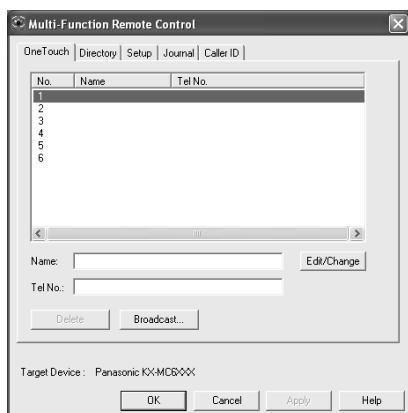 Multi-Function Remote Control
OneTouch Directory Setup Journal Caller ID
No. Name Tel No.
1
2
3
4
5
6
Name: Edit/Change
Tel No.:
Delete Broadcast...
Target Device : Panasonic KX-MC6XXX
OK Cancel Apply Help